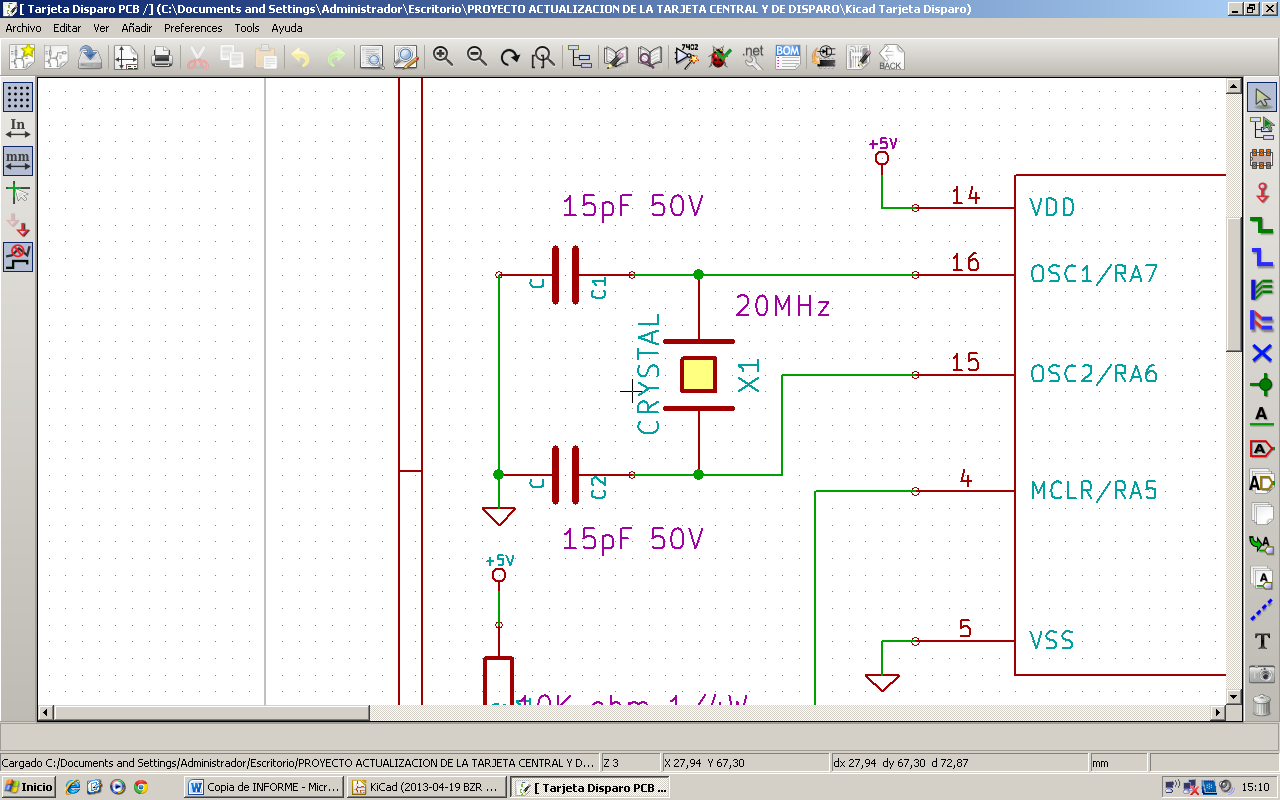 [ Tarjeta Disparo PCB /] (C:\Documents and Settings\Administrador\Escritorio\PROYECTO ACTUALIZACION DE LA TARJETA CENTRAL Y DE DISPARO\Kicad Tarjeta Disparo)
Archivo Editar Ver Añadir Preferences Tools Ayuda
7402 .net BOM BACK
In
mm
+5V
15pF 50V
14 VDD
16 OSC1/RA7
C C1
20MHz
CRYSTAL X1
15 OSC2/RA6
C C2
4 MCLR/RA5
15pF 50V
+5V
5 VSS
10K ohm 1/4W
A
A
AD
A
A
T
Cargado C:/Documents and Settings/Administrador/Escritorio/PROYECTO ACTUALIZACION DE LA TARJETA CENTRAL Y D... Z 3 X 27,94 Y 67,30 dx 27,94 dy 67,30 d 72,87 mm
Inicio Copia de INFORME - Micr... KiCad (2013-04-19 BZR ... [ Tarjeta Disparo PCB ... 15:10